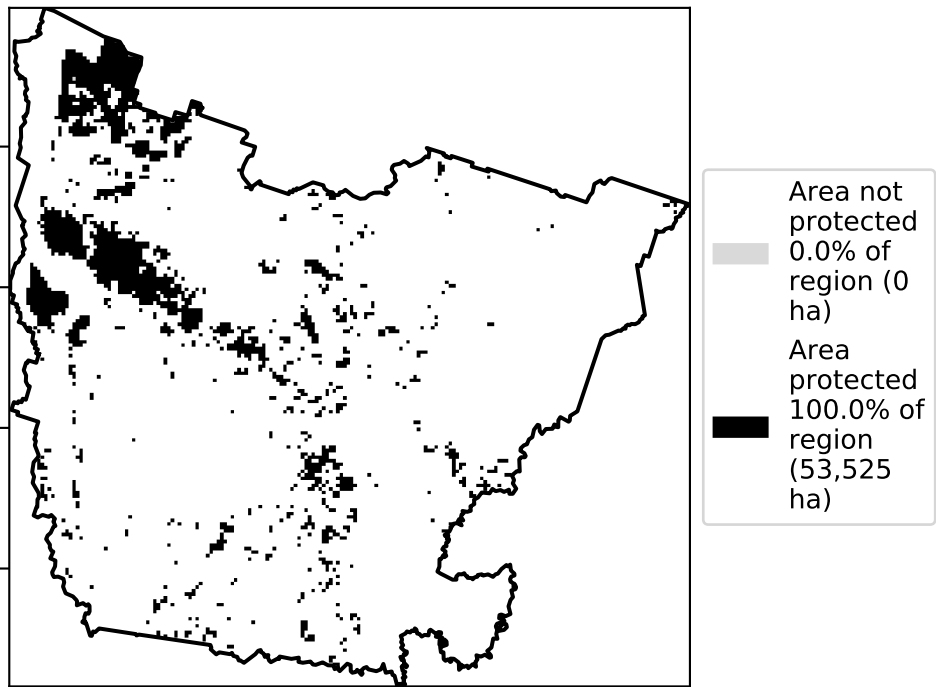 Area not
protected
0.0% of
region (0
ha)
Area
protected
100.0% of
region
(53,525
ha)